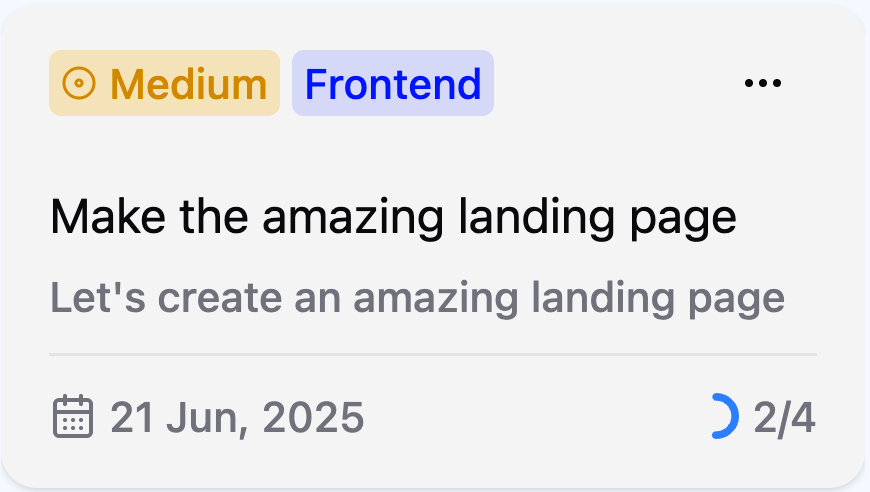 Medium Frontend
Make the amazing landing page
Let's create an amazing landing page
21 Jun, 2025 2/4